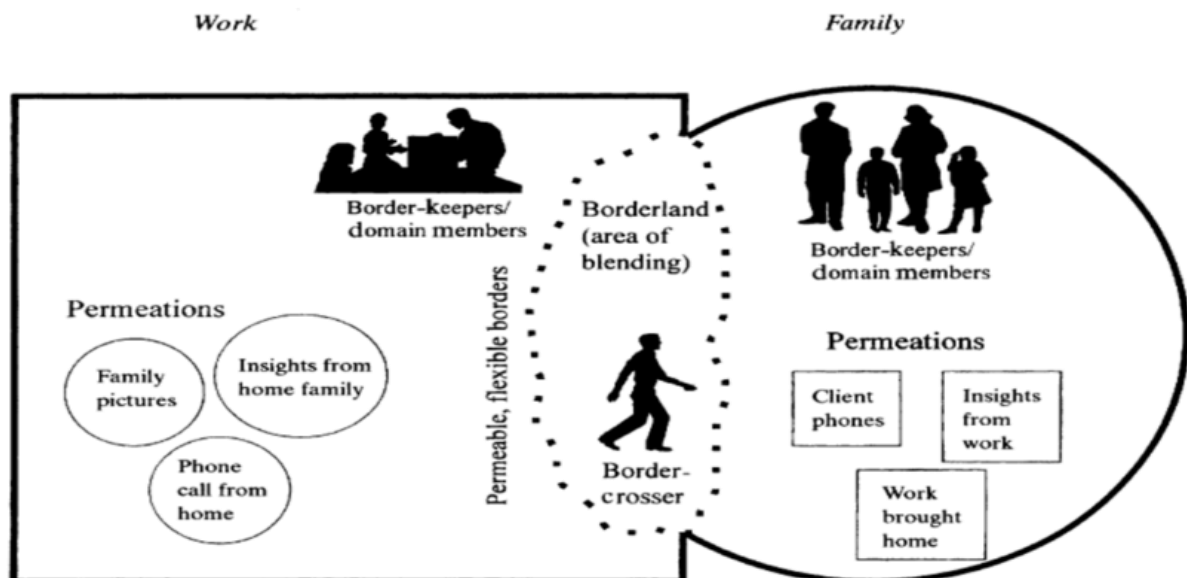 Work
Family
Border-keepers/
domain members
Borderland
(area of
blending)
Border-keepers/
domain members
Permeable, flexible borders
Permeations
Family
pictures
Insights from
home family
Phone
call from
home
Border-
crosser
Permeations
Client
phones
Insights
from
work
Work
brought
home